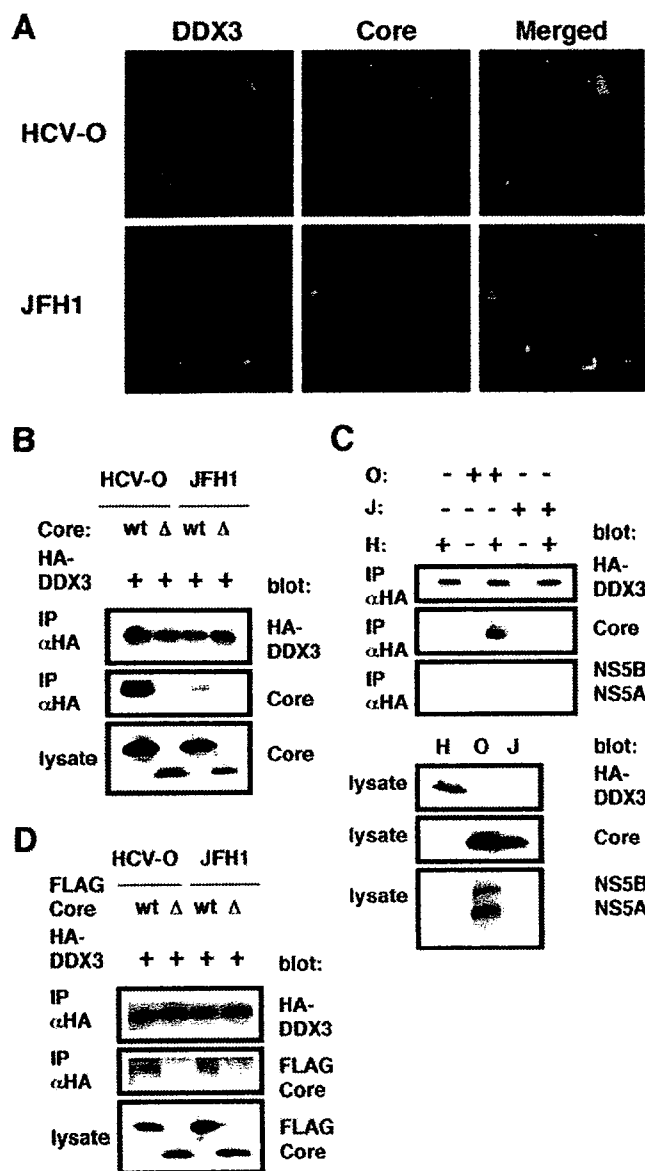 A
DDX3 Core Merged
HCV-O
JFH1
B
HCV-O JFH1
Core: wt Δ wt Δ
HA-
DDX3 + + + + blot:
IP
αHA
HA-
DDX3
IP
αHA
Core
lysate
Core
C
O: - + + - -
J: - - - + +
H: + - + - + blot:
IP
αHA
HA-
DDX3
IP
αHA
Core
IP
αHA
NS5B
NS5A
H O J blot:
lysate
HA-
DDX3
lysate
Core
lysate
NS5B
NS5A
D
HCV-O JFH1
FLAG
Core wt Δ wt Δ
HA-
DDX3 + + + + blot:
IP
αHA
HA-
DDX3
IP
αHA
FLAG
Core
lysate
FLAG
Core